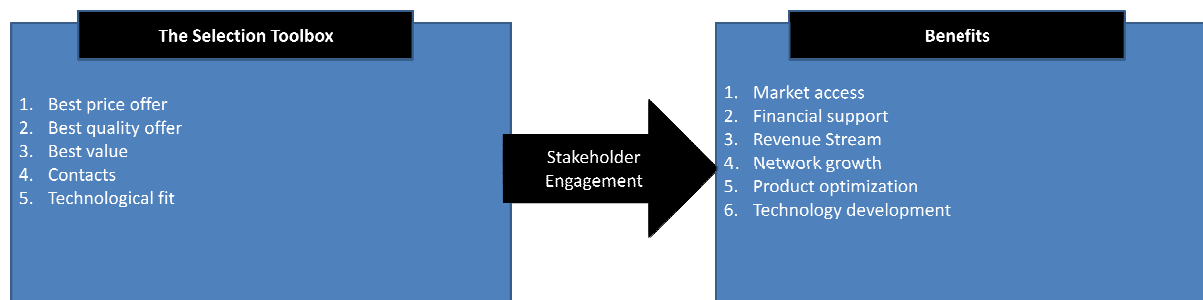 The Selection Toolbox
1. Best price offer
2. Best quality offer
3. Best value
4. Contacts
5. Technological fit
Stakeholder
Engagement
Benefits
1. Market access
2. Financial support
3. Revenue Stream
4. Network growth
5. Product optimization
6. Technology development